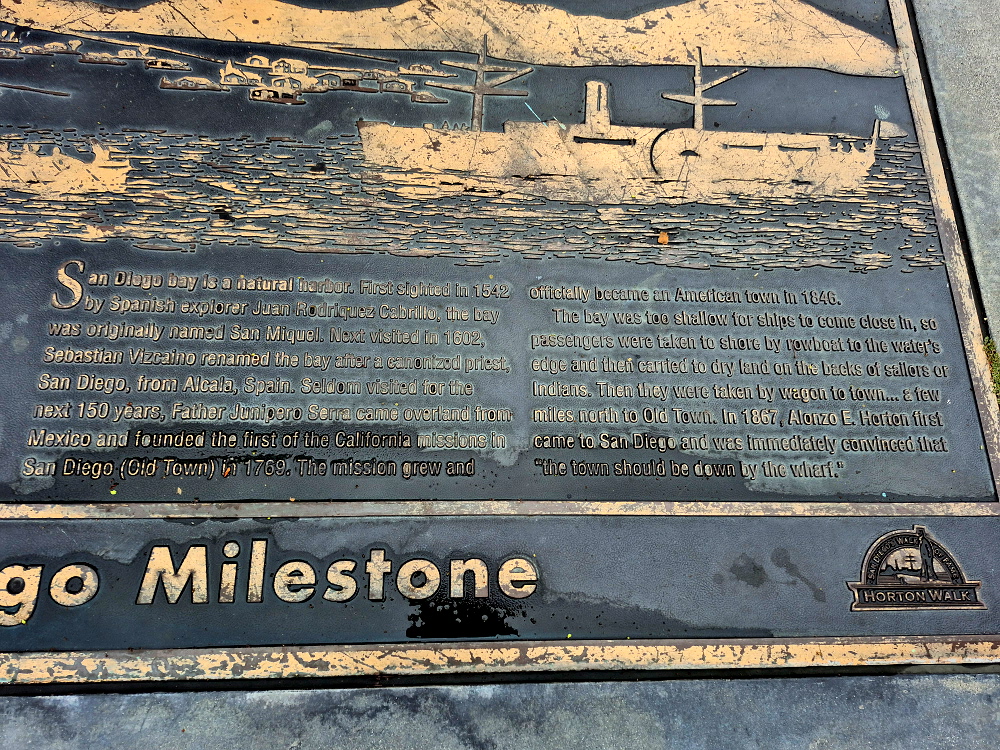 San Diego bay is a natural harbor. First sighted in 1542
by Spanish explorer Juan Rodriquez Cabrillo, the bay
was originally named San Miquel. Next visited in 1602,
Sebastian Vizcaino renamed the bay after a canonized priest,
San Diego, from Alcala, Spain. Seldom visited for the
next 150 years, Father Junipero Serra came overland from
Mexico and founded the first of the California missions in
San Diego (Old Town) in 1769. The mission grew and
officially became an American town in 1846.
The bay was too shallow for ships to come close in, so
passengers were taken to shore by rowboat to the water's
edge and then carried to dry land on the backs of sailors or
Indians. Then they were taken by wagon to town... a few
miles north to Old Town. In 1867, Alonzo E. Horton first
came to San Diego and was immediately convinced that
"the town should be down by the wharf."
go Milestone
HORTON WALK